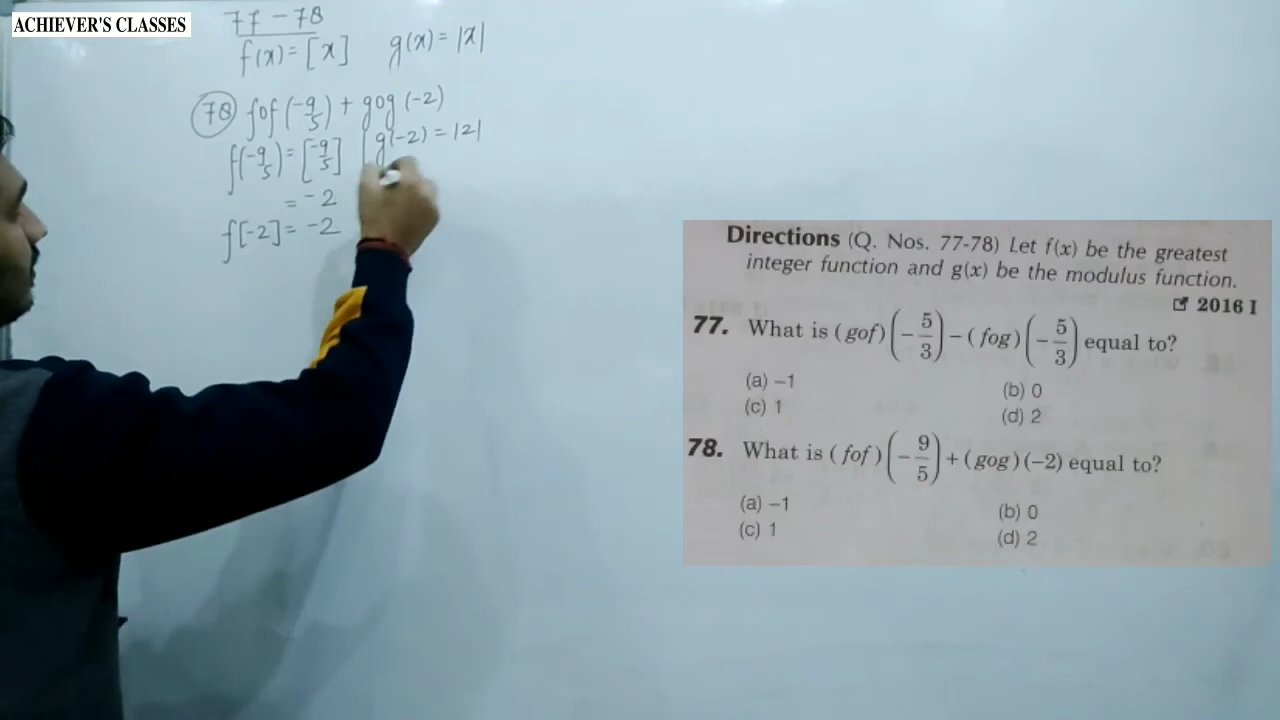 ACHIEVER'S CLASSES
77 - 78
f(x) = [x] g(x) = |x|
78 fof(-9/5) + gog(-2)
f(-9/5) = [-9/5] g(-2) = |2|
= -2
f[-2] = -2
Directions (Q. Nos. 77-78) Let f(x) be the greatest
integer function and g(x) be the modulus function.
2016 I
77. What is (gof)(-5/3) - (fog)(-5/3) equal to?
(a) -1 (b) 0
(c) 1 (d) 2
78. What is (fof)(-9/5) + (gog)(-2) equal to?
(a) -1 (b) 0
(c) 1 (d) 2